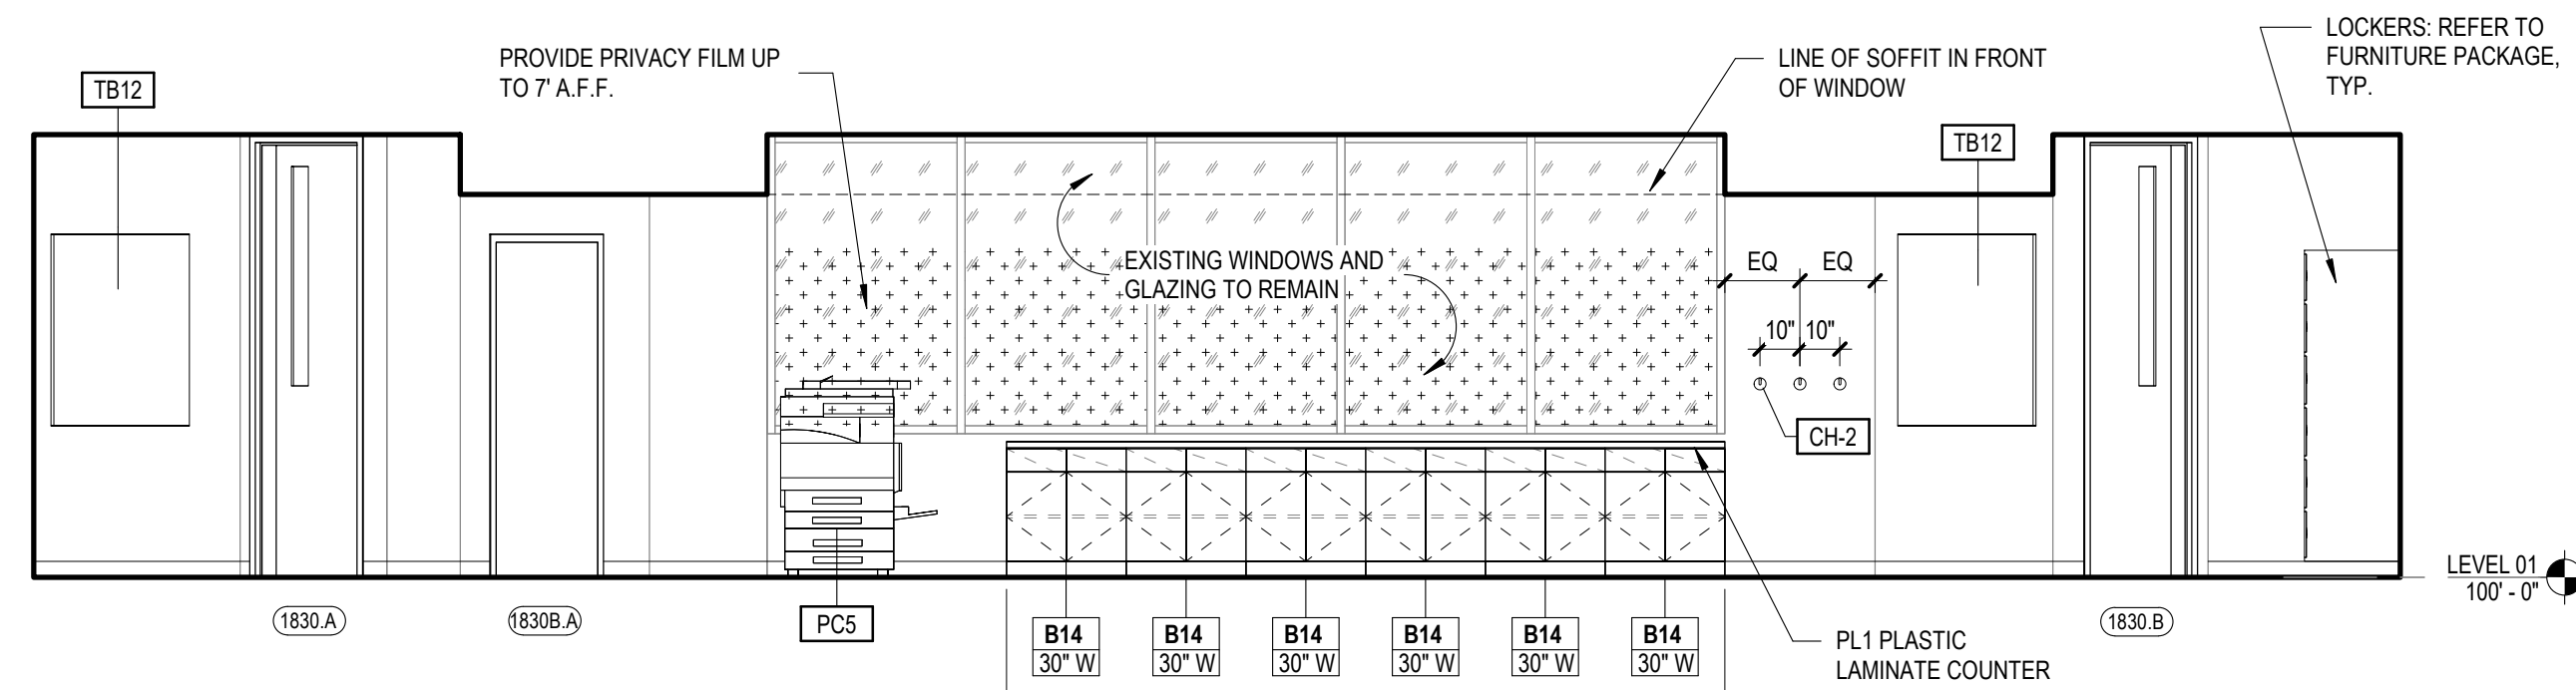 LOCKERS: REFER TO
FURNITURE PACKAGE,
TYP.
PROVIDE PRIVACY FILM UP
TO 7' A.F.F.
LINE OF SOFFIT IN FRONT
OF WINDOW
TB12
TB12
EXISTING WINDOWS AND
GLAZING TO REMAIN
EQ EQ
10" 10"
CH-2
LEVEL 01
100' - 0"
1830.A
1830B.A
PC5
B14 B14 B14 B14 B14 B14
30" W 30" W 30" W 30" W 30" W 30" W
1830.B
PL1 PLASTIC
LAMINATE COUNTER